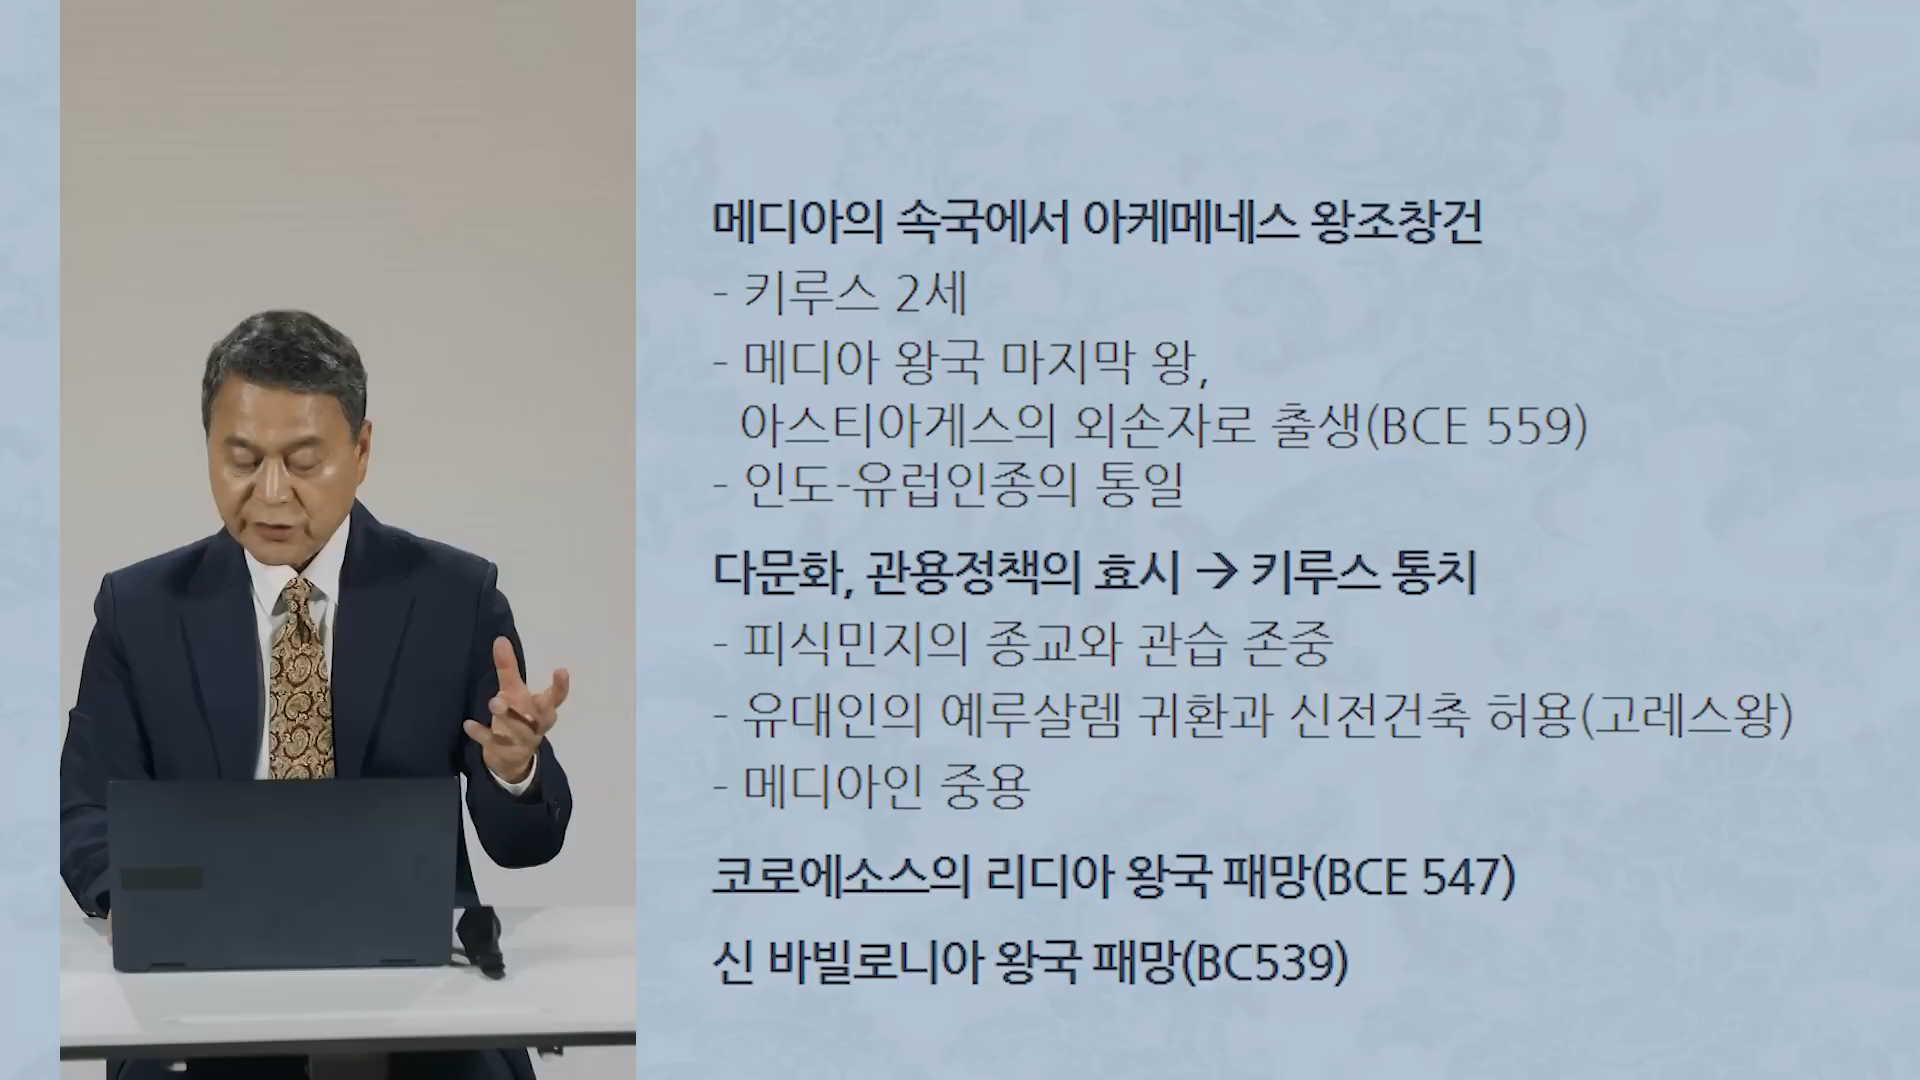 메디아의 속국에서 아케메네스 왕조창건
- 키루스 2세
- 메디아 왕국 마지막 왕,
아스티아게스의 외손자로 출생(BCE 559)
- 인도-유럽인종의 통일
다문화, 관용정책의 효시 → 키루스 통치
- 피식민지의 종교와 관습 존중
- 유대인의 예루살렘 귀환과 신전건축 허용(고레스왕)
- 메디아인 중용
코로에소스의 리디아 왕국 패망(BCE 547)
신 바빌로니아 왕국 패망(BC539)